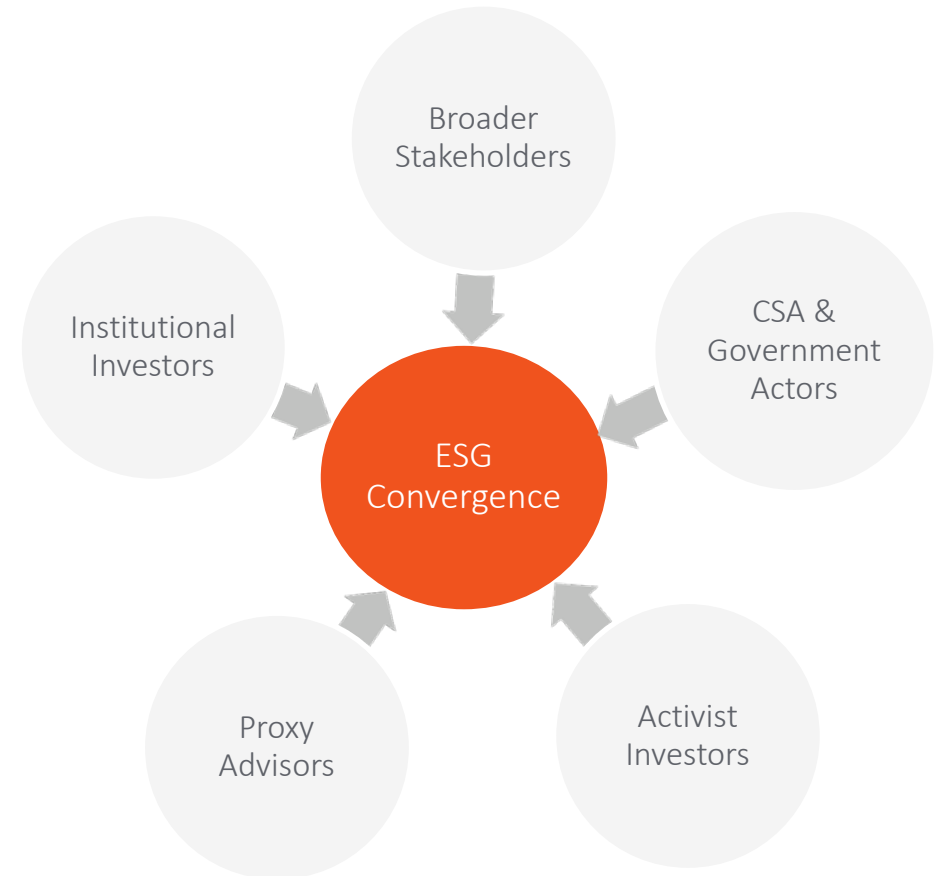 Broader
Stakeholders
Institutional
Investors
CSA &
Government
Actors
ESG
Convergence
Proxy
Advisors
Activist
Investors